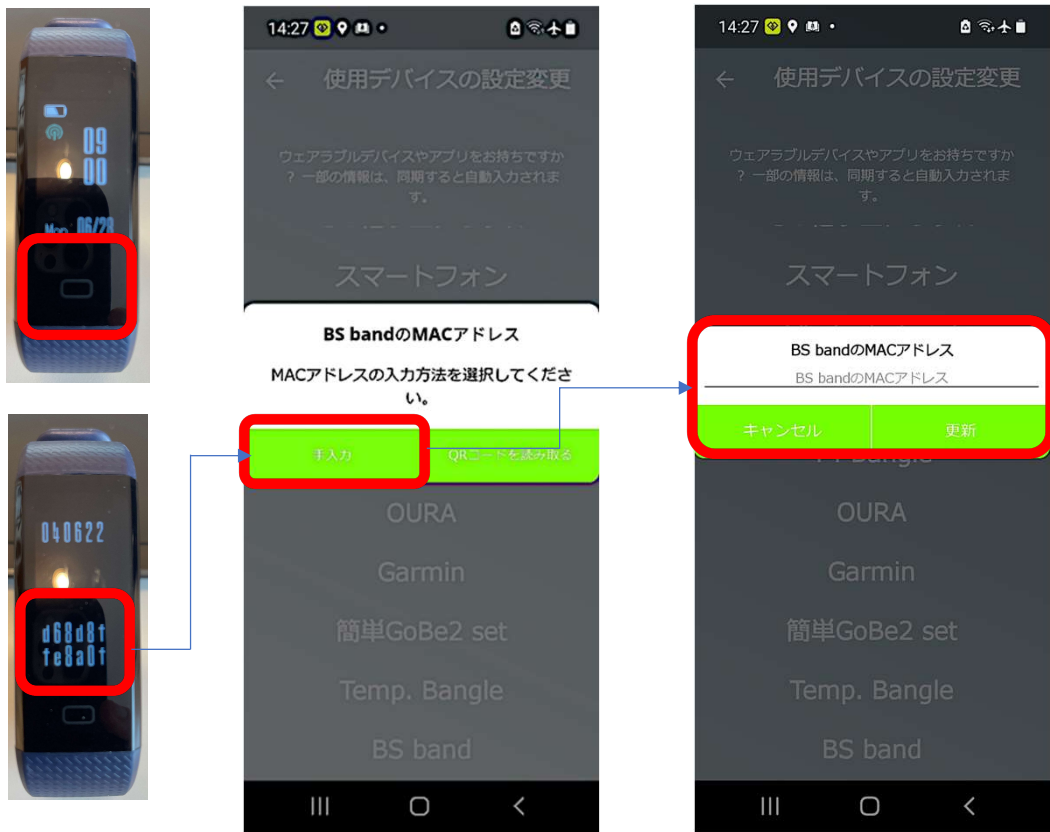 09
00
Mon 06/28
040622
d68d8f
fe8a0f
14:27
使用デバイスの設定変更
ウェアラブルデバイスやアプリをお持ちですか
？一部の情報は、同期すると自動入力されま
す。
スマートフォン
BS bandのMACアドレス
MACアドレスの入力方法を選択してくださ
い。
手入力
QRコードを読み取る
OURA
Garmin
簡単GoBe2 set
Temp. Bangle
BS band
14:27
使用デバイスの設定変更
ウェアラブルデバイスやアプリをお持ちですか
？一部の情報は、同期すると自動入力されま
す。
スマートフォン
BS bandのMACアドレス
BS bandのMACアドレス
キャンセル
更新
Bangle
OURA
Garmin
簡単GoBe2 set
Temp. Bangle
BS band